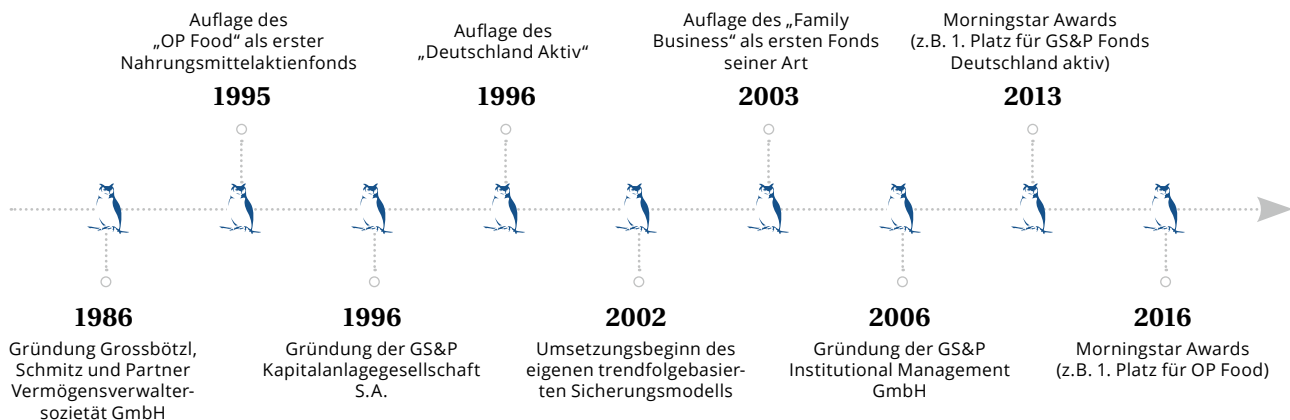 Auflage des
„OP Food“ als erster
Nahrungsmittelaktienfonds
1995
Auflage des
„Deutschland Aktiv“
1996
Auflage des „Family
Business“ als ersten Fonds
seiner Art
2003
Morningstar Awards
(z.B. 1. Platz für GS&P Fonds
Deutschland aktiv)
2013
1986
Gründung Grossbötzl,
Schmitz und Partner
Vermögensverwalter-
sozietät GmbH
1996
Gründung der GS&P
Kapitalanlagegesellschaft
S.A.
2002
Umsetzungsbeginn des
eigenen trendfolgebasier-
ten Sicherungsmodells
2006
Gründung der GS&P
Institutional Management
GmbH
2016
Morningstar Awards
(z.B. 1. Platz für OP Food)